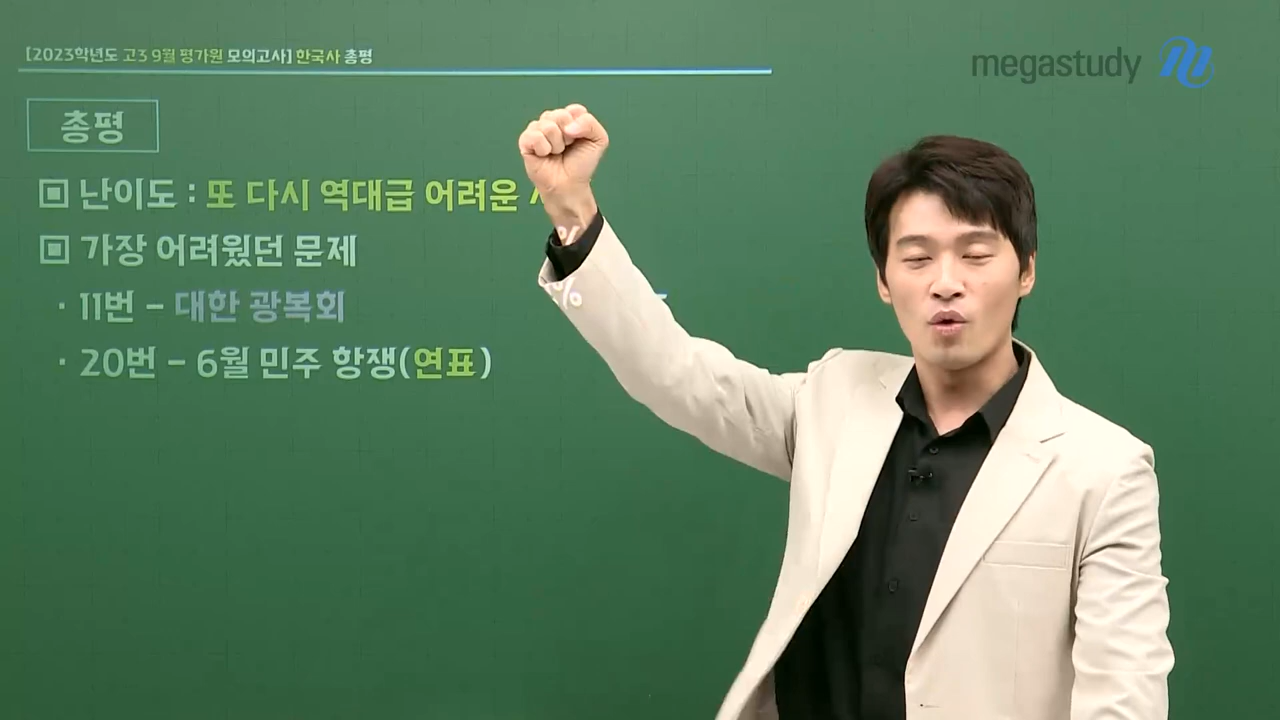 [2023학년도 고3 9월 평가원 모의고사] 한국사 총평
megastudy
총평
난이도 : 또 다시 역대급 어려운
가장 어려웠던 문제
· 11번 - 대한 광복회
· 20번 - 6월 민주 항쟁(연표)